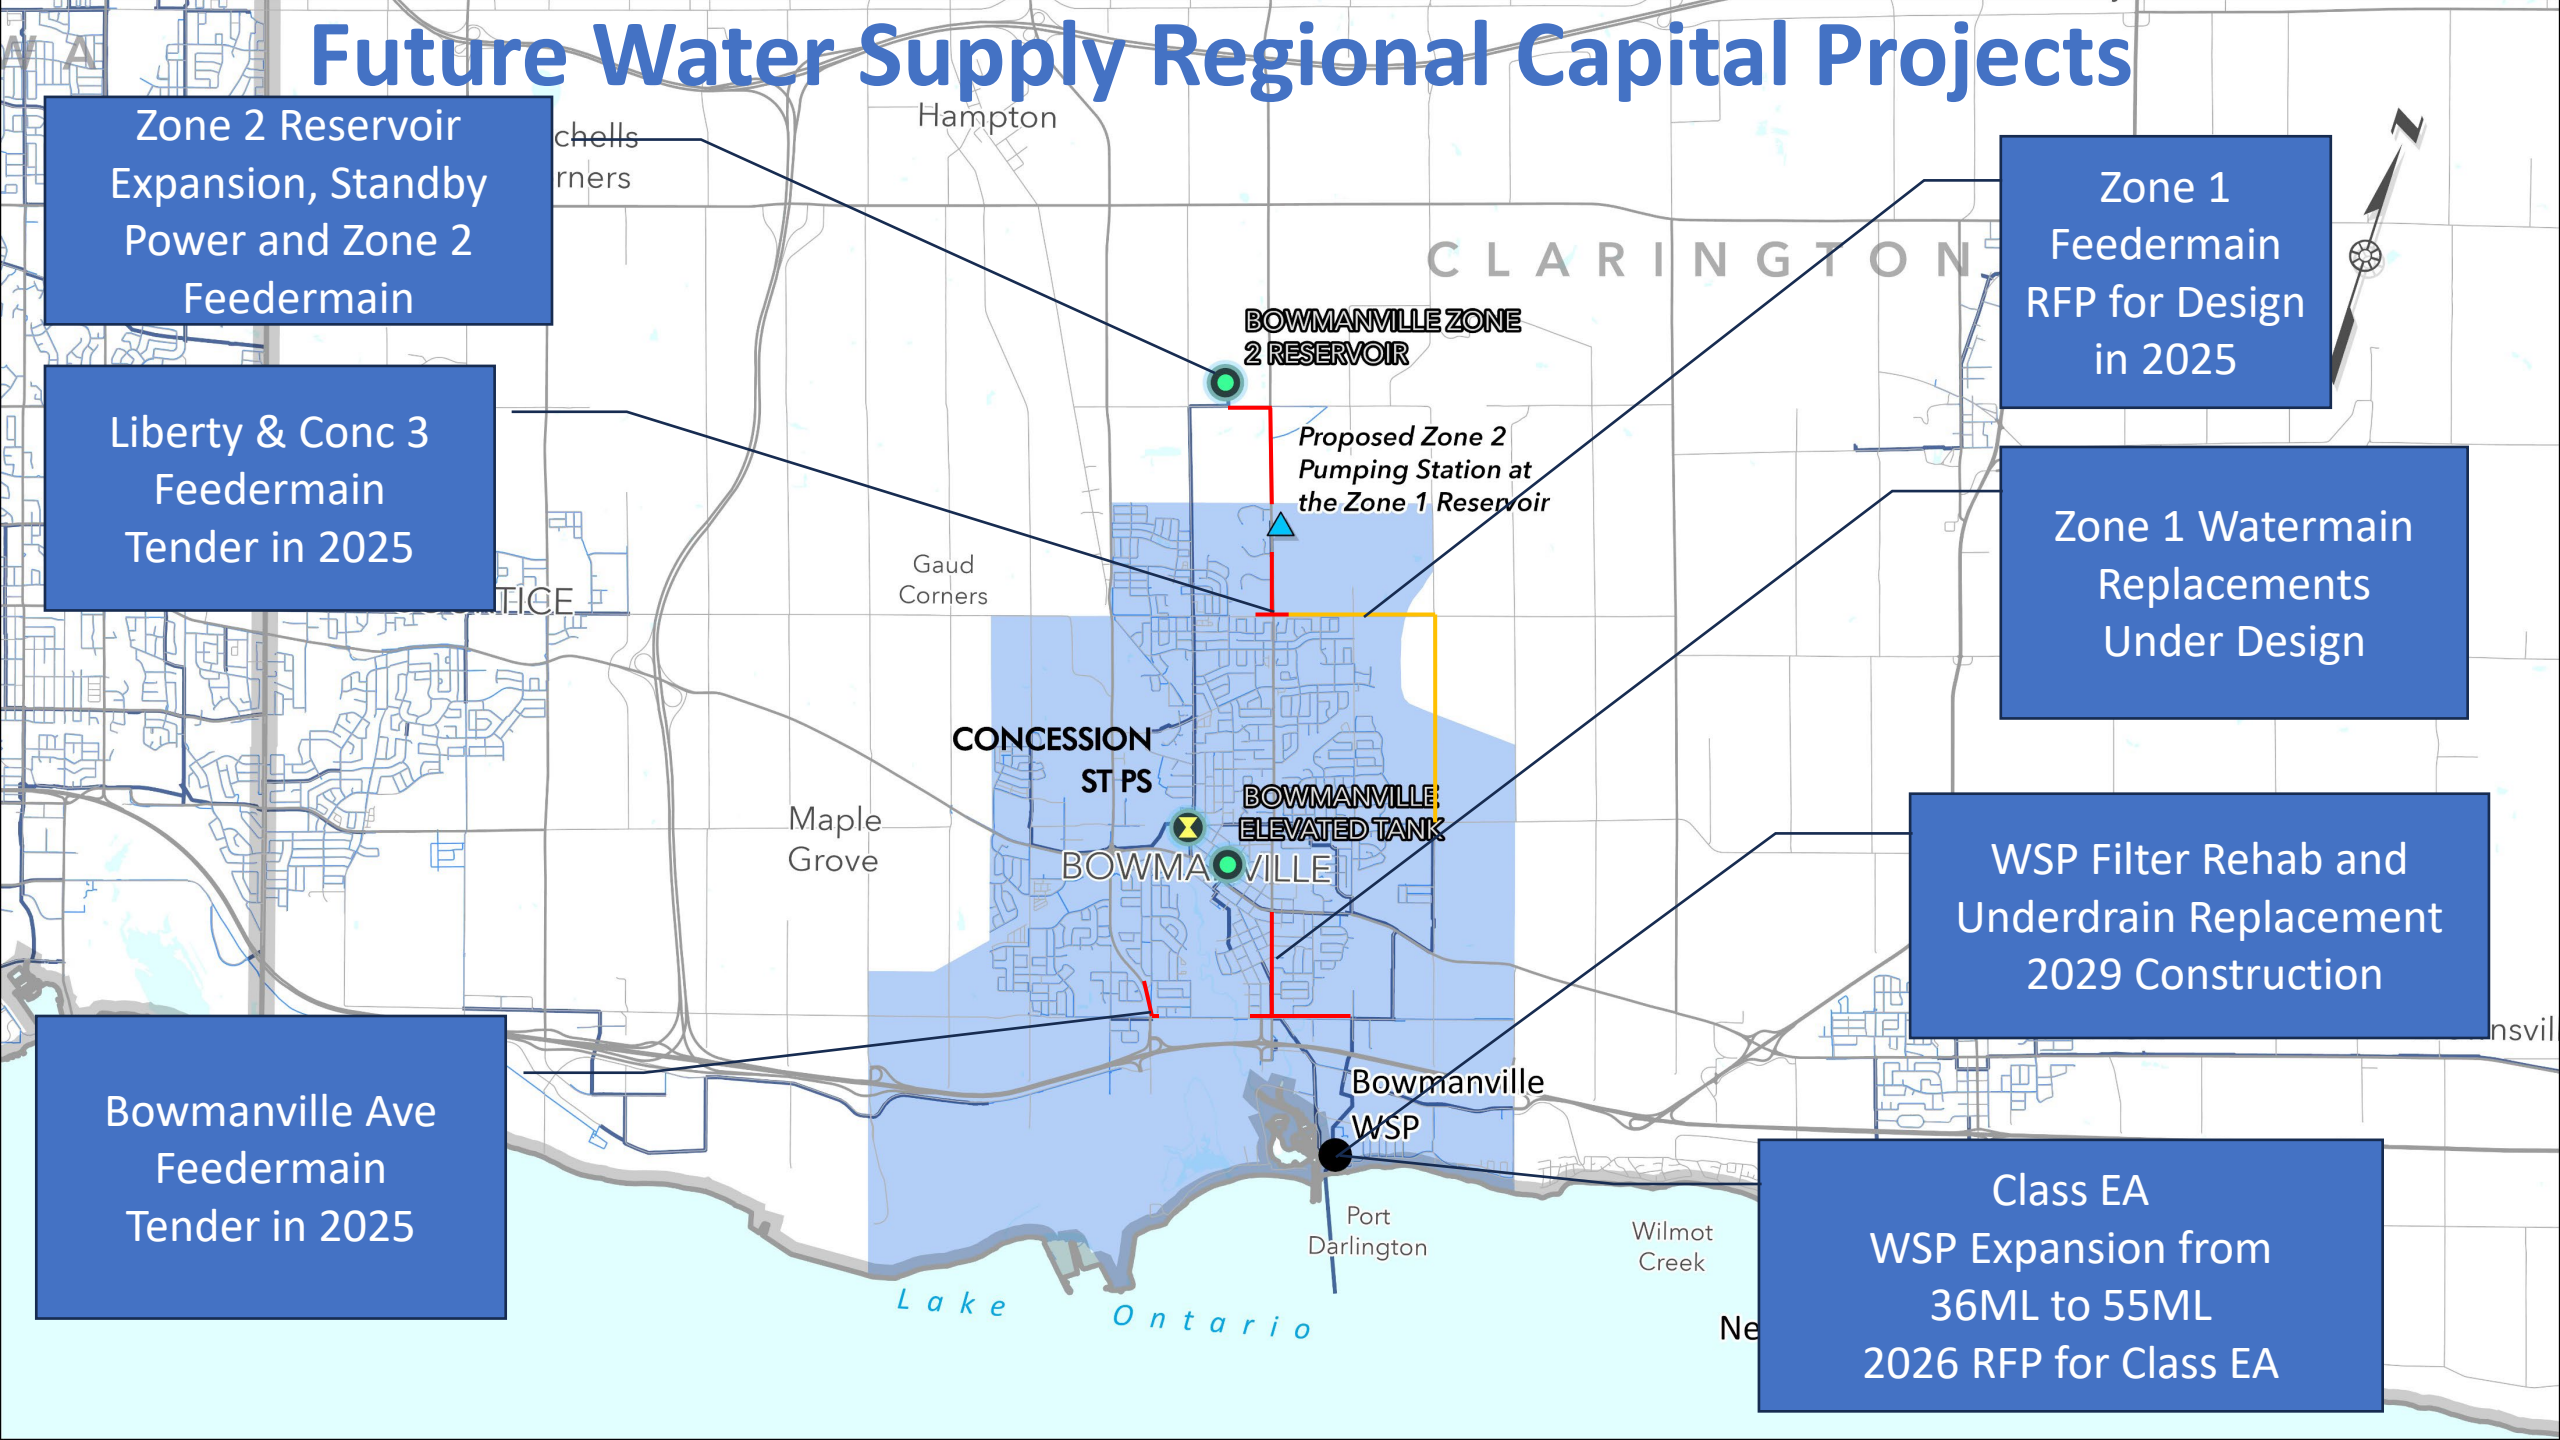 Future Water Supply Regional Capital Projects
W A
Zone 2 Reservoir
Expansion, Standby
Power and Zone 2
Feedermain
chells
rners
Hampton
Zone 1
Feedermain
RFP for Design
in 2025
N
CLARINGTON
BOWMANVILLE ZONE
2 RESERVOIR
Liberty & Conc 3
Feedermain
Tender in 2025
TICE
Proposed Zone 2
Pumping Station at
the Zone 1 Reservoir
Gaud
Corners
Zone 1 Watermain
Replacements
Under Design
CONCESSION
ST PS
Maple
Grove
BOWMANVILLE
ELEVATED TANK
BOWMA VILLE
WSP Filter Rehab and
Underdrain Replacement
2029 Construction
nsvil
Bowmanville Ave
Feedermain
Tender in 2025
Bowmanville
WSP
Port
Darlington
Wilmot
Creek
Lake Ontario
Ne
Class EA
WSP Expansion from
36ML to 55ML
2026 RFP for Class EA